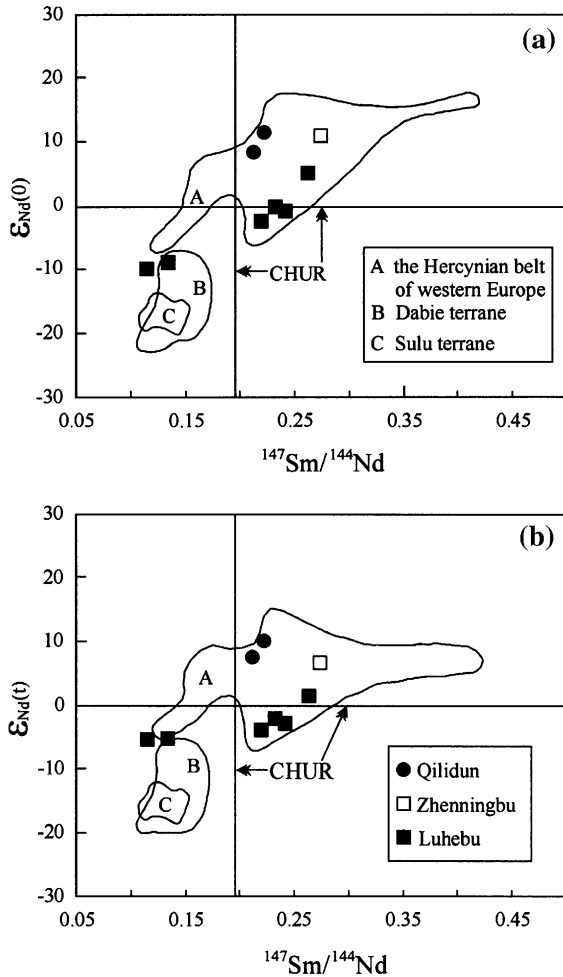 (a)
30
20
10
0
-10
-20
-30
εNd(0)
A
B
C
CHUR
A the Hercynian belt
of western Europe
B Dabie terrane
C Sulu terrane
0.05 0.15 0.25 0.35 0.45
¹⁴⁷Sm/¹⁴⁴Nd
(b)
30
20
10
0
-10
-20
-30
εNd(t)
A
B
C
CHUR
Qilidun
Zhenningbu
Luhebu
0.05 0.15 0.25 0.35 0.45
¹⁴⁷Sm/¹⁴⁴Nd